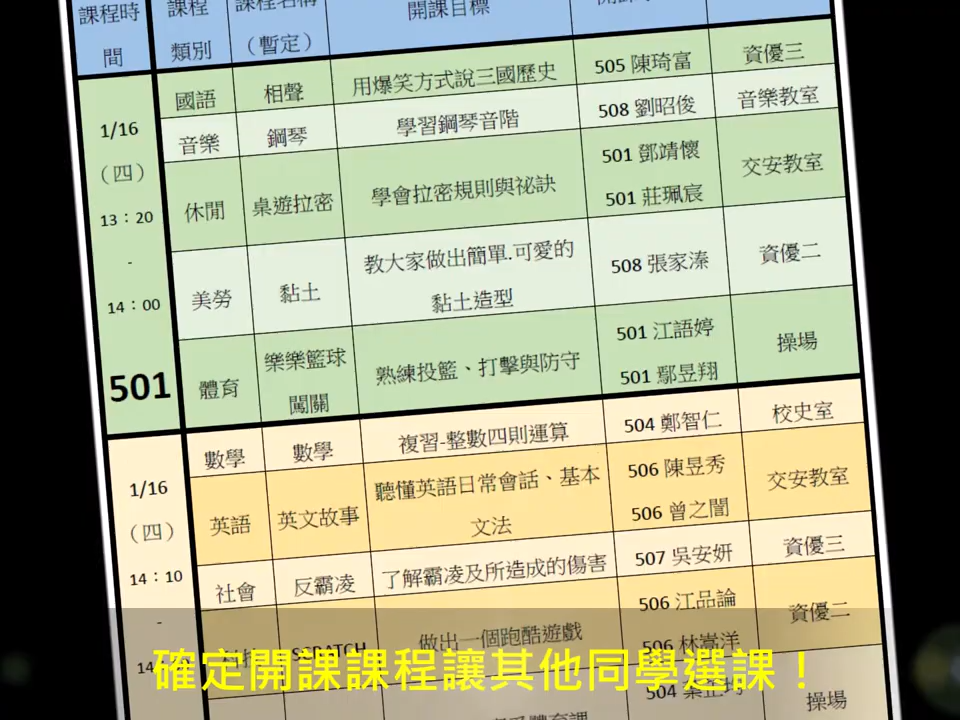 課程時間 課程類別 課程名稱（暫定） 開課目標
1/16（四）13：20 - 14：00 501
國語 相聲 用爆笑方式說三國歷史 505 陳琦富 資優三
音樂 鋼琴 學習鋼琴音階 508 劉昭俊 音樂教室
休閒 桌遊拉密 學會拉密規則與祕訣 501 鄧靖懷 501 莊珮宸 交安教室
美勞 黏土 教大家做出簡單.可愛的黏土造型 508 張家溱 資優二
體育 樂樂籃球闖關 熟練投籃、打擊與防守 501 江語婷 501 鄢昱翔 操場
1/16（四）14：10 -
數學 數學 複習-整數四則運算 504 鄭智仁 校史室
英語 英文故事 聽懂英語日常會話、基本文法 506 陳昱秀 506 曾之閽 交安教室
社會 反霸凌 了解霸凌及所造成的傷害 507 吳安妍 資優三
SCRATCH 做出一個跑酷遊戲 506 江品論 506 林嵩洋 資優二
504 操場
確定開課課程讓其他同學選課！